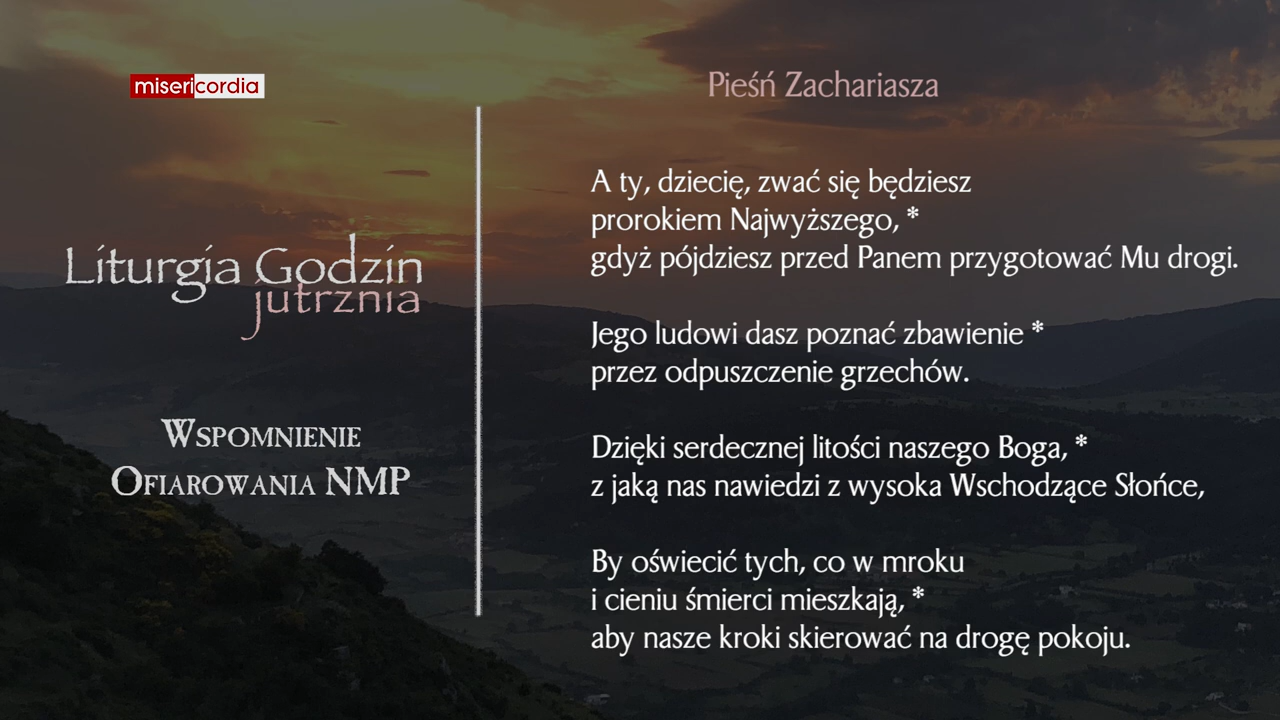 misericordia
Liturgia Godzin
jutrznia
Wspomnienie
Ofiarowania NMP
Pieśń Zachariasza
A ty, dziecię, zwać się będziesz
prorokiem Najwyższego, *
gdyż pójdziesz przed Panem przygotować Mu drogi.
Jego ludowi dasz poznać zbawienie *
przez odpuszczenie grzechów.
Dzięki serdecznej litości naszego Boga, *
z jaką nas nawiedzi z wysoka Wschodzące Słońce,
By oświecić tych, co w mroku
i cieniu śmierci mieszkają, *
aby nasze kroki skierować na drogę pokoju.